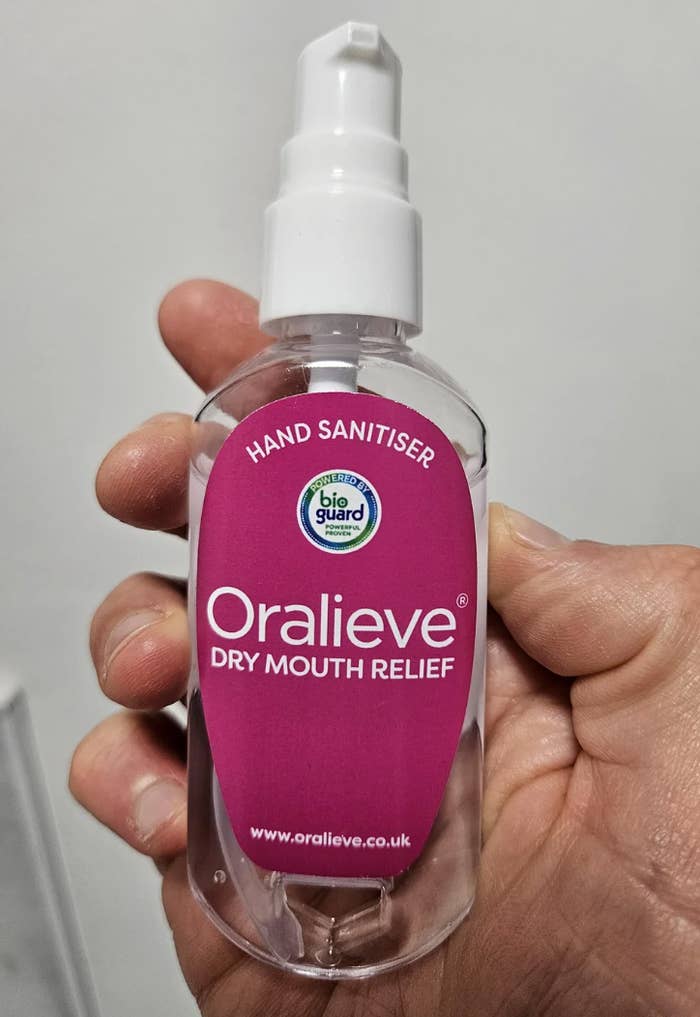 HAND SANITISER
POWERED BY
bio
guard
POWERFUL
PROVEN
Oralieve®
DRY MOUTH RELIEF
www.oralieve.co.uk